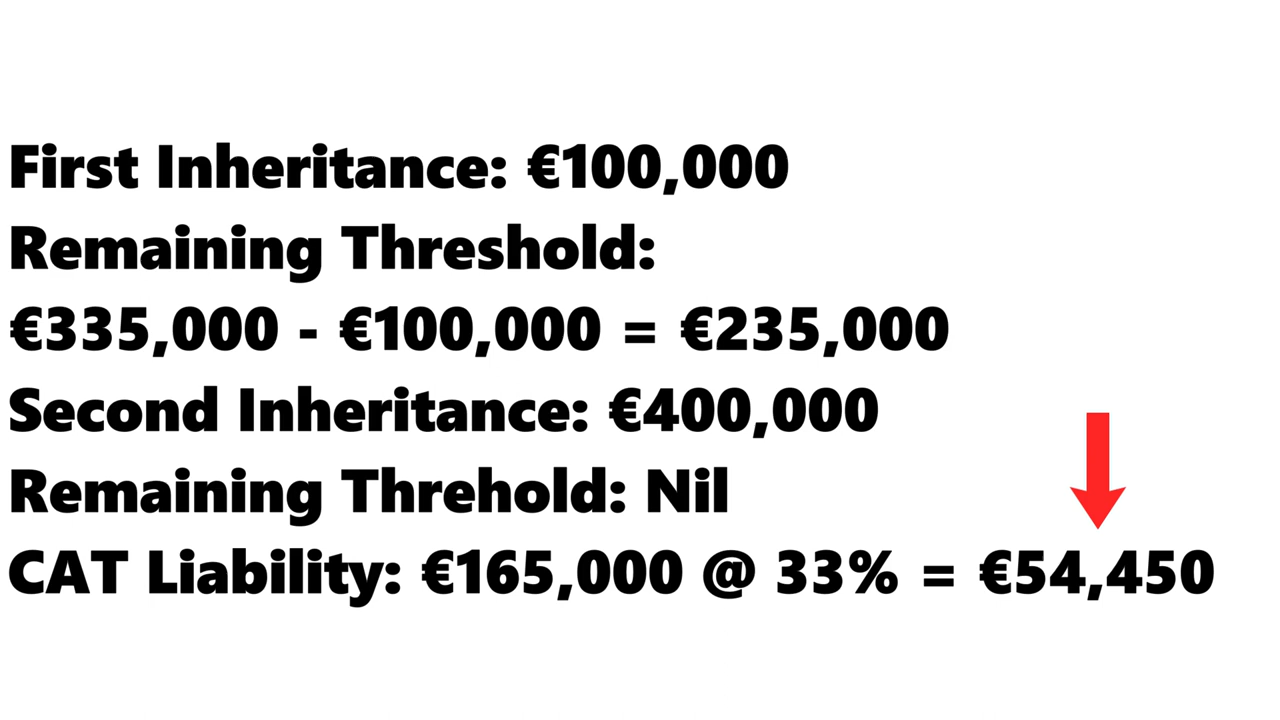 First Inheritance: €100,000
Remaining Threshold:
€335,000 - €100,000 = €235,000
Second Inheritance: €400,000
Remaining Threhold: Nil
CAT Liability: €165,000 @ 33% = €54,450